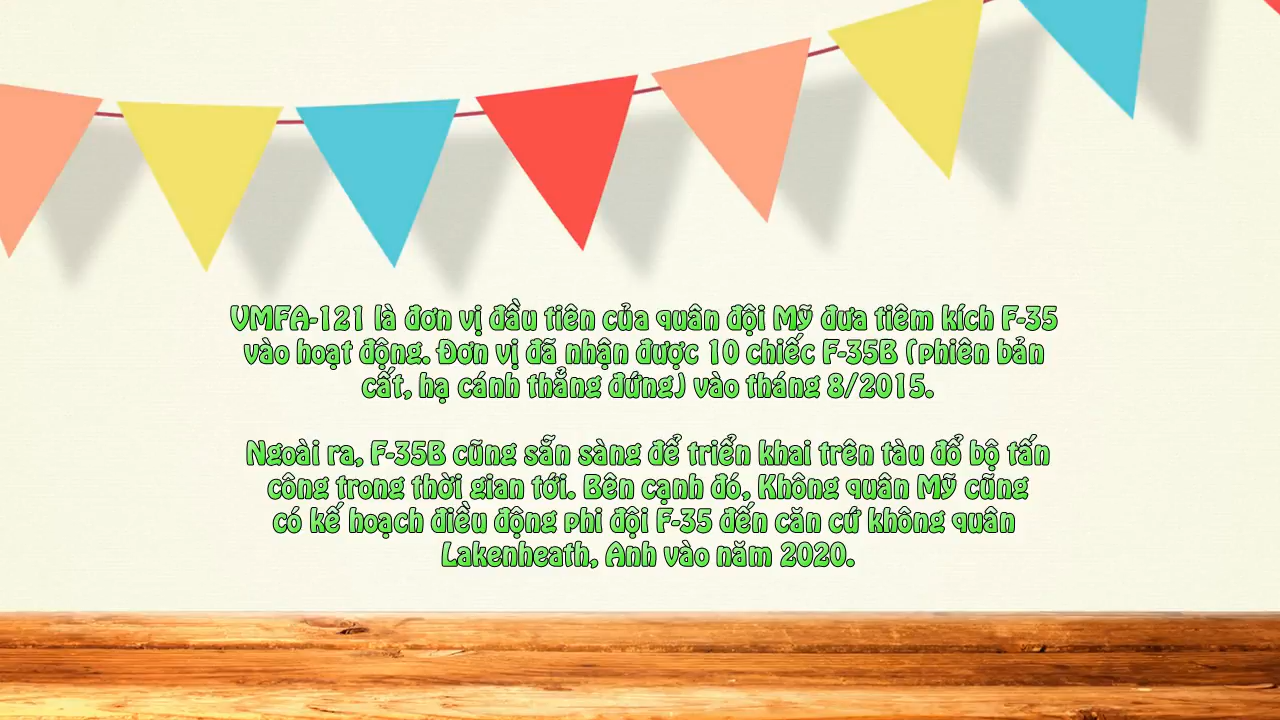 VMFA-121 là đơn vị đầu tiên của quân đội Mỹ đưa tiêm kích F-35
vào hoạt động. Đơn vị đã nhận được 10 chiếc F-35B (phiên bản
cất, hạ cánh thẳng đứng) vào tháng 8/2015.
Ngoài ra, F-35B cũng sẵn sàng để triển khai trên tàu đổ bộ tấn
công trong thời gian tới. Bên cạnh đó, Không quân Mỹ cũng
có kế hoạch điều động phi đội F-35 đến căn cứ không quân
Lakenheath, Anh vào năm 2020.